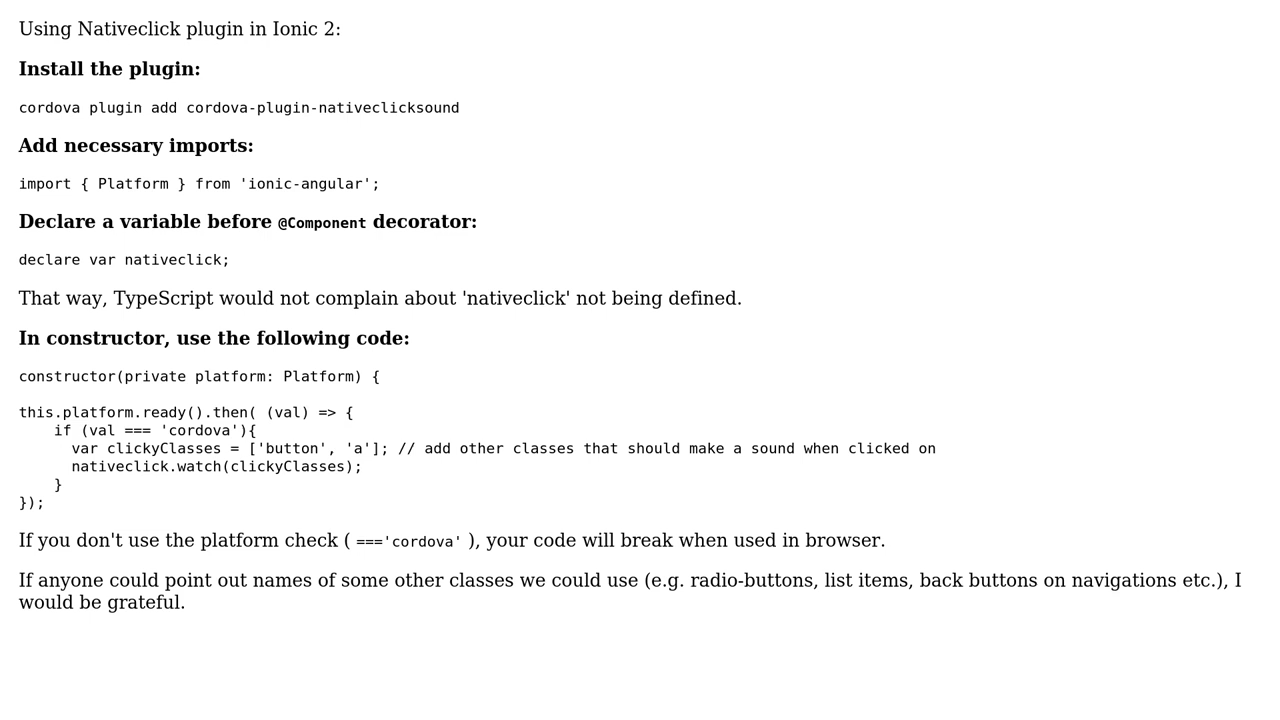 Using Nativeclick plugin in Ionic 2:
Install the plugin:
cordova plugin add cordova-plugin-nativeclicksound
Add necessary imports:
import { Platform } from 'ionic-angular';
Declare a variable before @Component decorator:
declare var nativeclick;
That way, TypeScript would not complain about 'nativeclick' not being defined.
In constructor, use the following code:
constructor(private platform: Platform) {
this.platform.ready().then( (val) => {
    if (val === 'cordova'){
      var clickyClasses = ['button', 'a']; // add other classes that should make a sound when clicked on
      nativeclick.watch(clickyClasses);
    }
});
If you don't use the platform check ( ==='cordova' ), your code will break when used in browser.
If anyone could point out names of some other classes we could use (e.g. radio-buttons, list items, back buttons on navigations etc.), I
would be grateful.